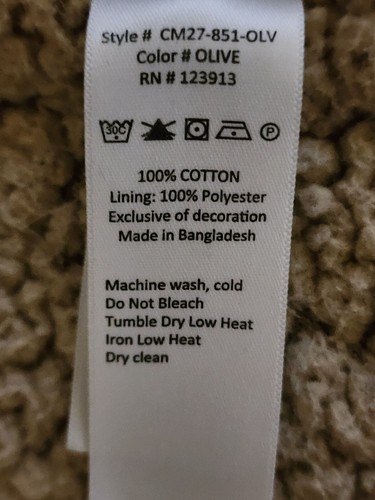 Style # CM27-851-OLV
Color # OLIVE
RN # 123913
30C P
100% COTTON
Lining: 100% Polyester
Exclusive of decoration
Made in Bangladesh
Machine wash, cold
Do Not Bleach
Tumble Dry Low Heat
Iron Low Heat
Dry clean